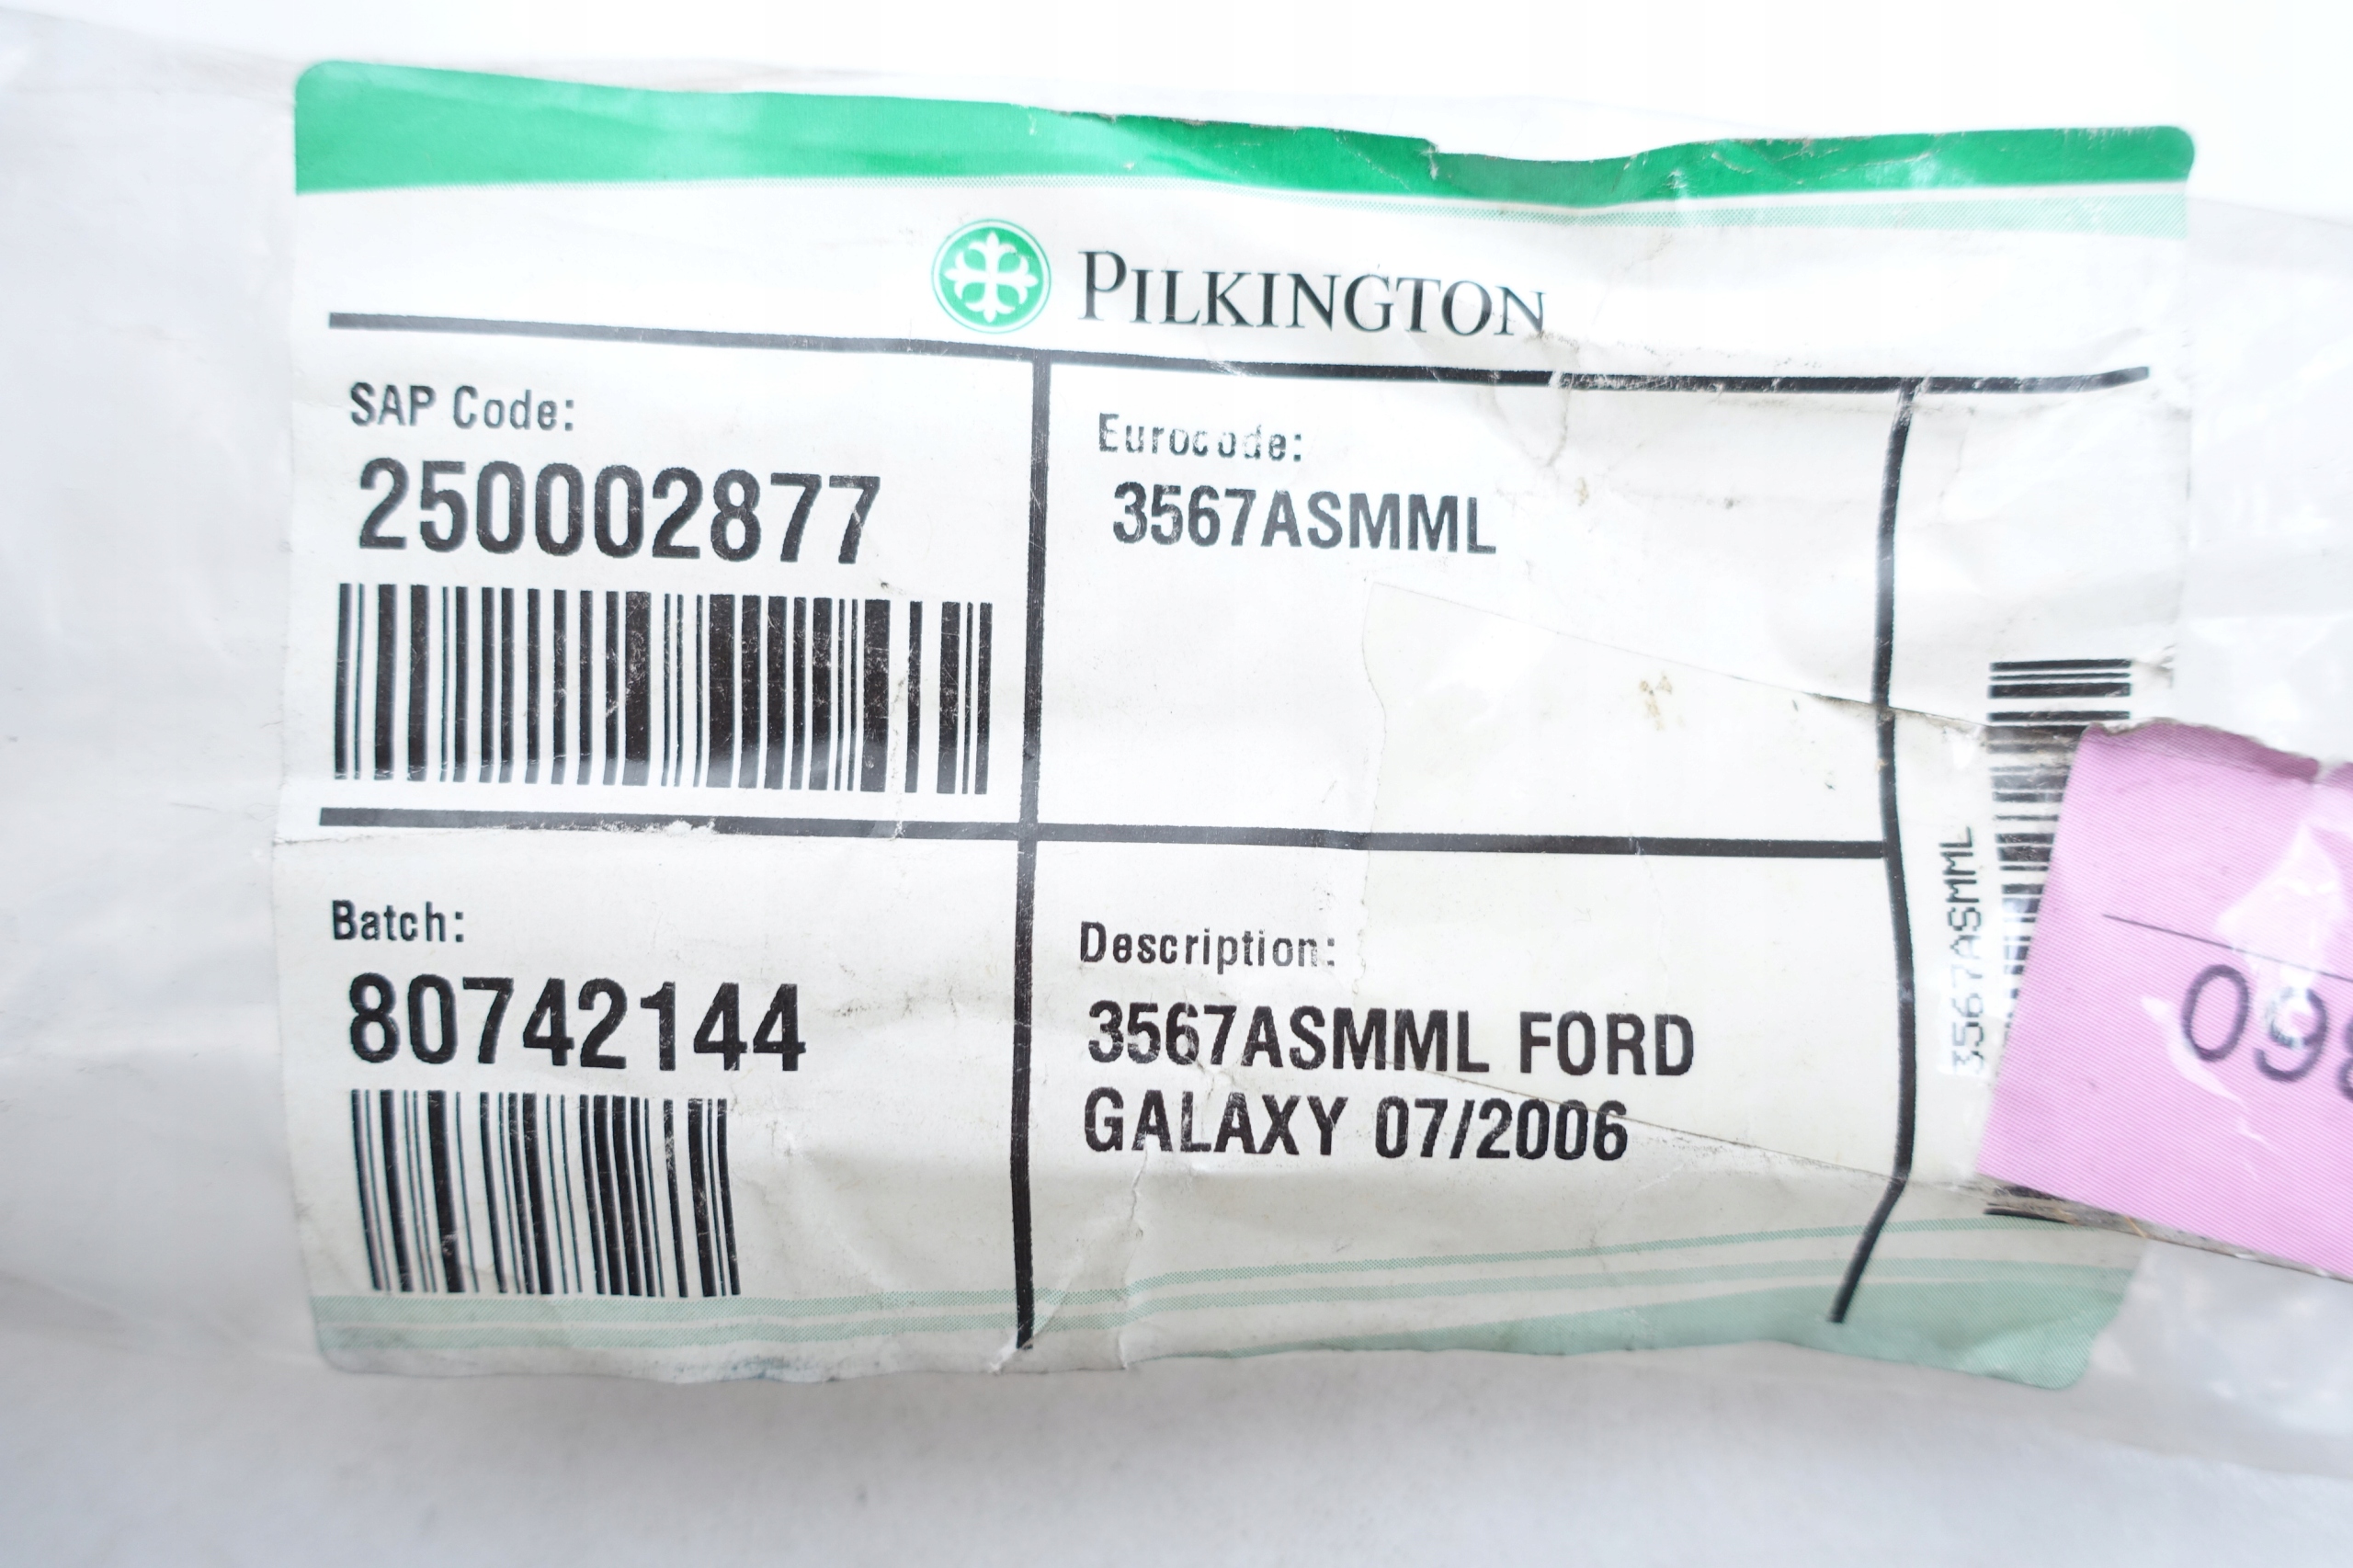 PILKINGTON
SAP Code:
250002877
Eurocode:
3567ASMML
Batch:
80742144
Description:
3567ASMML FORD
GALAXY 07/2006
3567ASMML